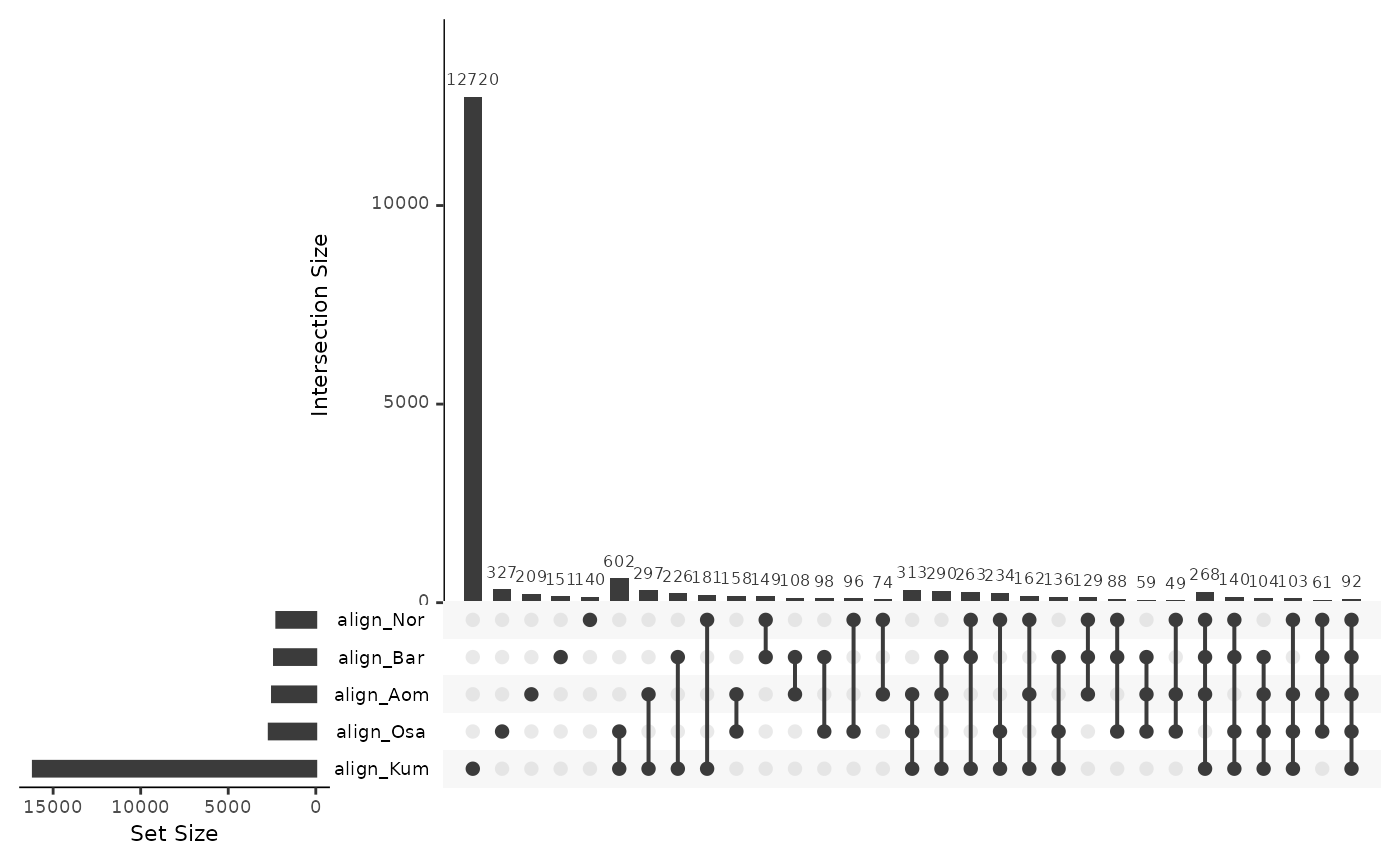 12720
10000
Intersection Size
5000
602
327 209 151 140 297 226 181 158 149 108 98 96 74 313 290 263 234 162 136 129 88 59 49 268 140 104 103 61 92
0
align_Nor
align_Bar
align_Aom
align_Osa
align_Kum
15000 10000 5000 0
Set Size